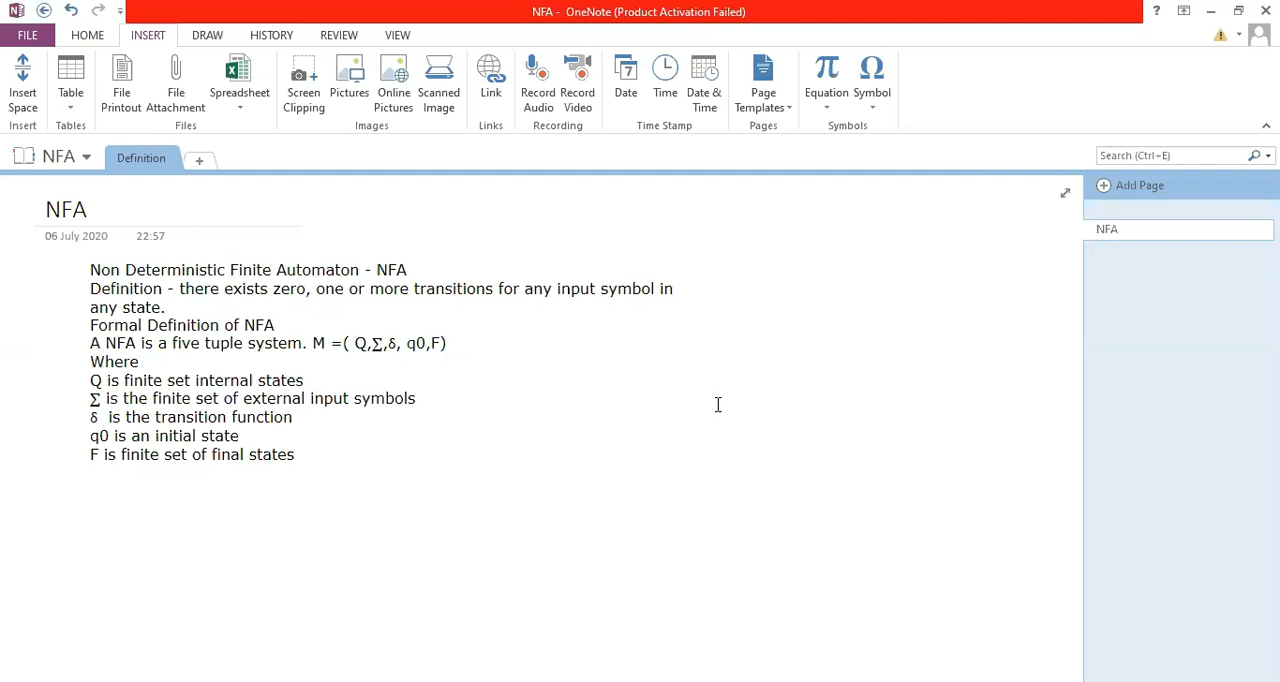 NFA - OneNote (Product Activation Failed)
?
FILE HOME INSERT DRAW HISTORY REVIEW VIEW
Insert Space
Table
File Printout
File Attachment
Spreadsheet
Screen Clipping
Pictures
Online Pictures
Scanned Image
Link
Record Audio
Record Video
Date
Time
Date & Time
Page Templates
π
Equation
Ω
Symbol
Insert Tables Files Images Links Recording Time Stamp Pages Symbols
NFA Definition +
Search (Ctrl+E)
Add Page
NFA
NFA
06 July 2020 22:57
Non Deterministic Finite Automaton - NFA
Definition - there exists zero, one or more transitions for any input symbol in
any state.
Formal Definition of NFA
A NFA is a five tuple system. M =( Q,∑,δ, q0,F)
Where
Q is finite set internal states
∑ is the finite set of external input symbols
δ is the transition function
q0 is an initial state
F is finite set of final states